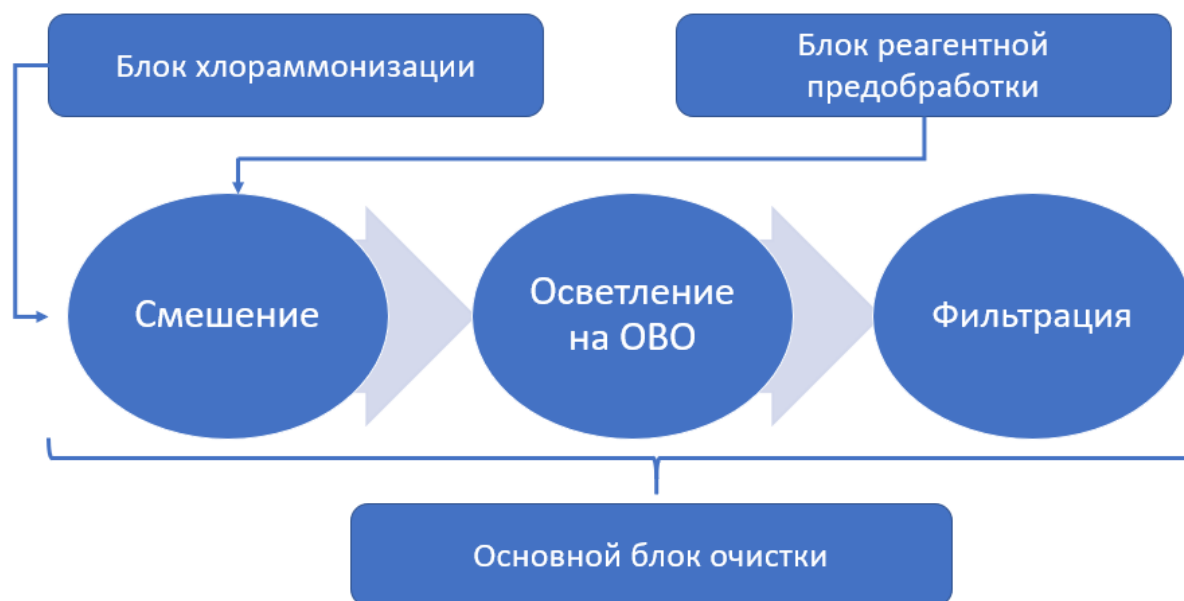 Блок хлораммонизации
Блок реагентной
предобработки
Смешение
Осветление
на ОВО
Фильтрация
Основной блок очистки